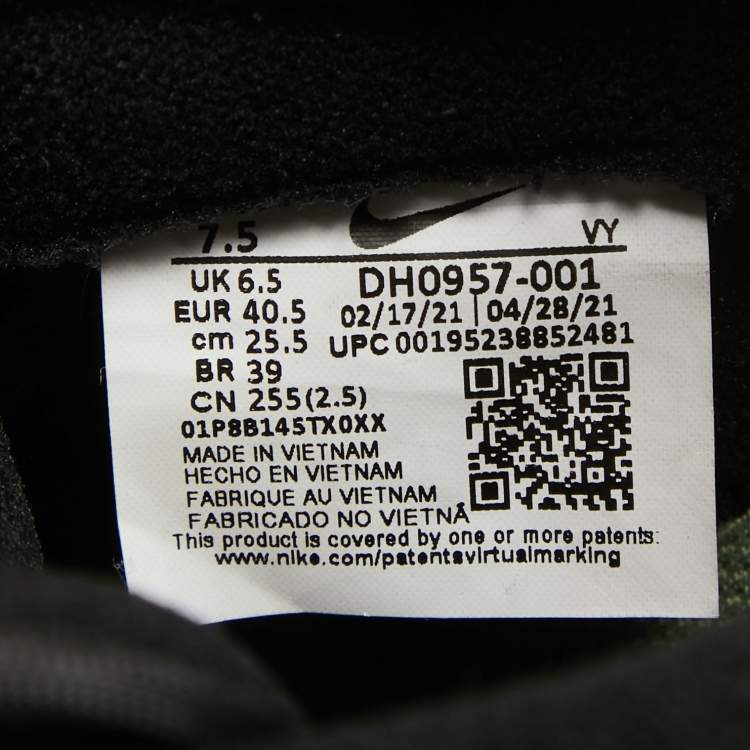 7.5 VY
UK 6.5 DH0957-001
EUR 40.5 02/17/21 | 04/28/21
cm 25.5 UPC 00195238852481
BR 39
CN 255(2.5)
01P8B145TX0XX
MADE IN VIETNAM
HECHO EN VIETNAM
FABRIQUE AU VIETNAM
FABRICADO NO VIETNÃ
This product is covered by one or more patents:
www.nike.com/patentsvirtualmarking